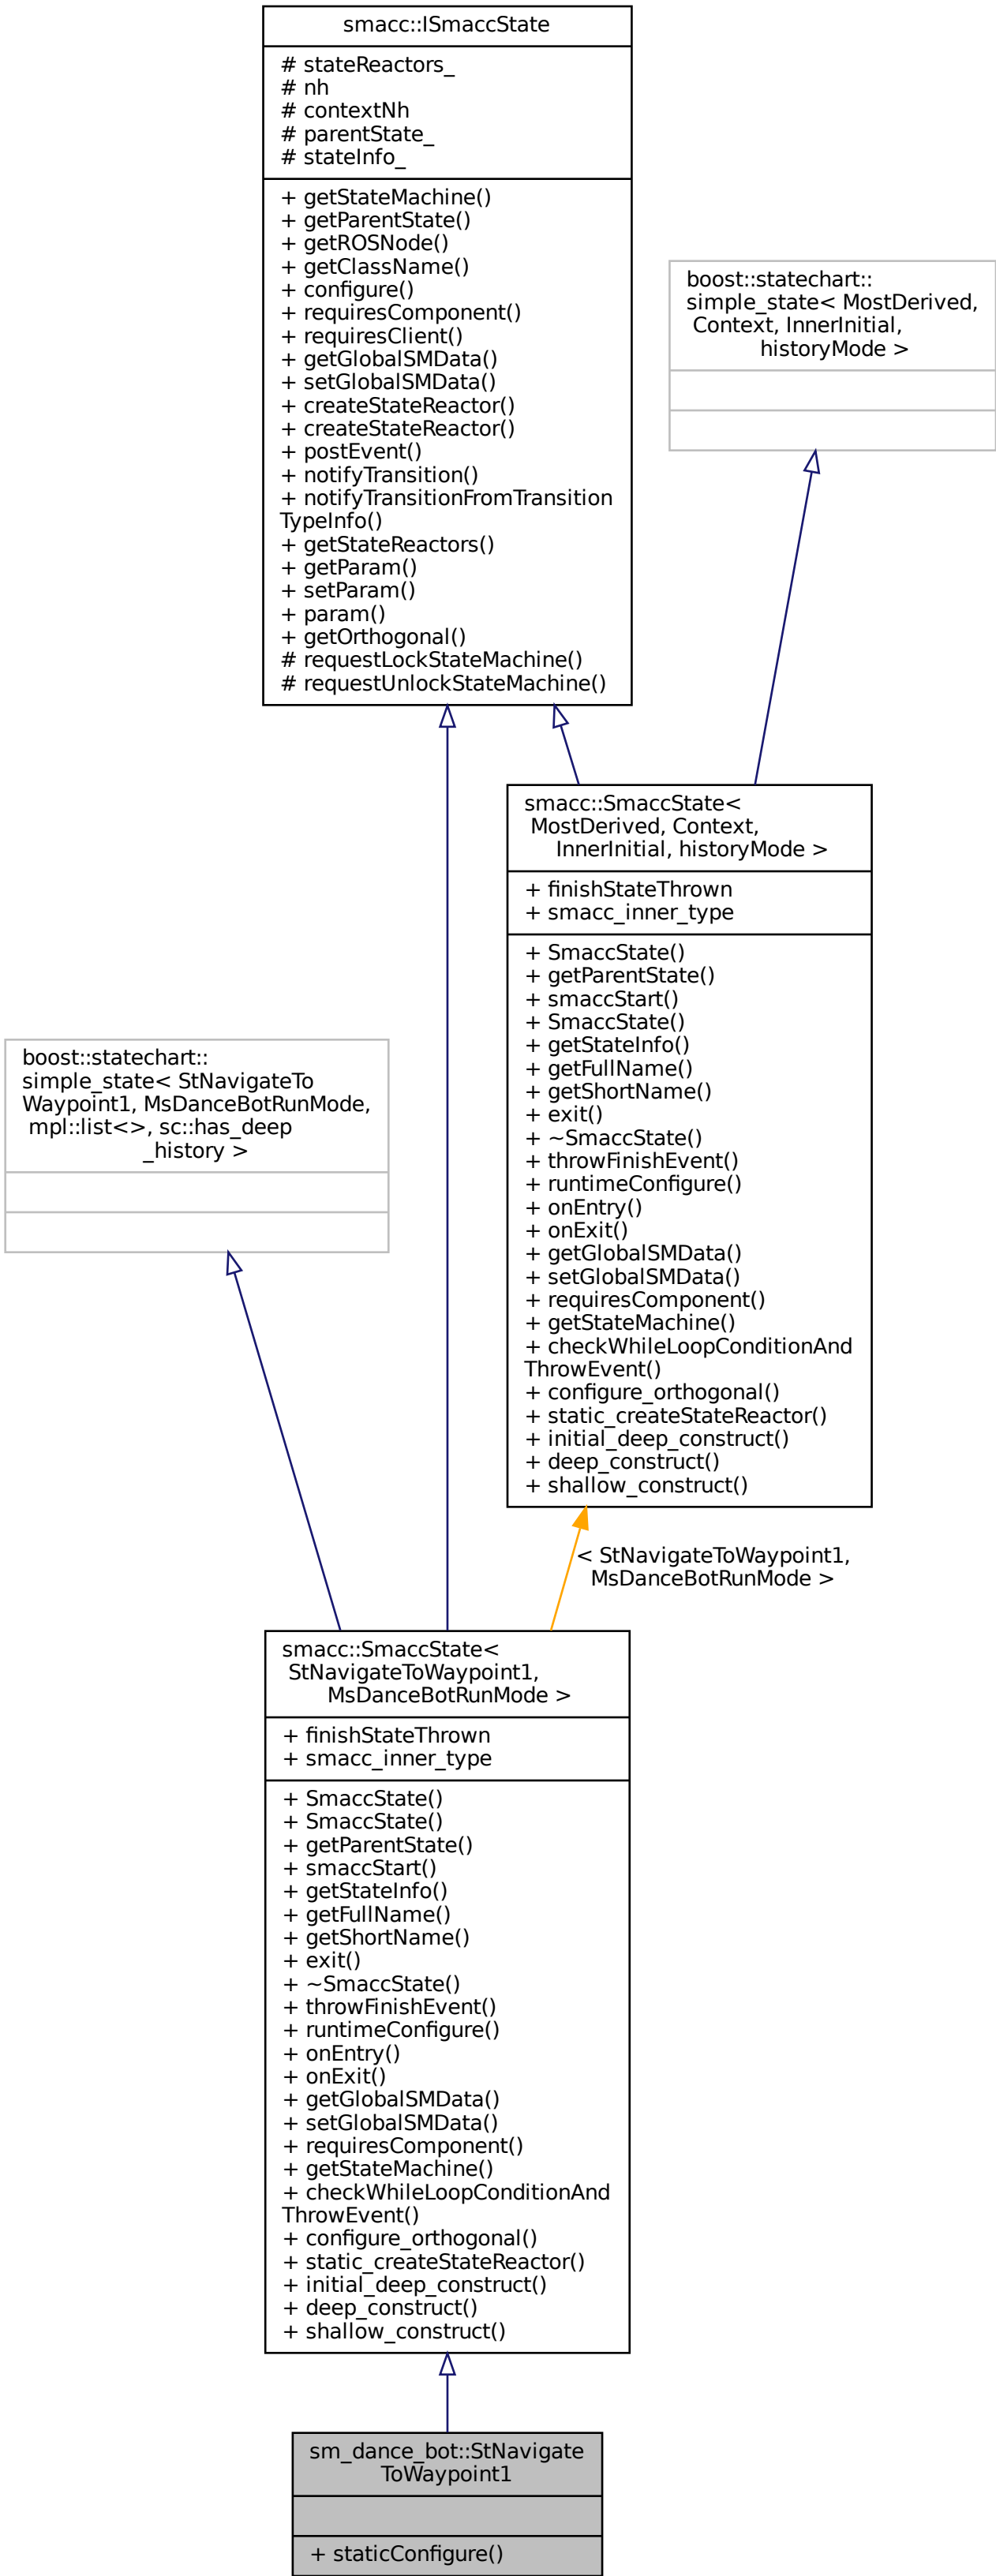 smacc::ISmaccState
# stateReactors_
# nh
# contextNh
# parentState_
# stateInfo_
+ getStateMachine()
+ getParentState()
+ getROSNode()
+ getClassName()
+ configure()
+ requiresComponent()
+ requiresClient()
+ getGlobalSMData()
+ setGlobalSMData()
+ createStateReactor()
+ createStateReactor()
+ postEvent()
+ notifyTransition()
+ notifyTransitionFromTransition
TypeInfo()
+ getStateReactors()
+ getParam()
+ setParam()
+ param()
+ getOrthogonal()
# requestLockStateMachine()
# requestUnlockStateMachine()
boost::statechart::
simple_state< MostDerived,
Context, InnerInitial,
historyMode >
smacc::SmaccState<
MostDerived, Context,
InnerInitial, historyMode >
+ finishStateThrown
+ smacc_inner_type
+ SmaccState()
+ getParentState()
+ smaccStart()
+ SmaccState()
+ getStateInfo()
+ getFullName()
+ getShortName()
+ exit()
+ ~SmaccState()
+ throwFinishEvent()
+ runtimeConfigure()
+ onEntry()
+ onExit()
+ getGlobalSMData()
+ setGlobalSMData()
+ requiresComponent()
+ getStateMachine()
+ checkWhileLoopConditionAnd
ThrowEvent()
+ configure_orthogonal()
+ static_createStateReactor()
+ initial_deep_construct()
+ deep_construct()
+ shallow_construct()
boost::statechart::
simple_state< StNavigateTo
Waypoint1, MsDanceBotRunMode,
mpl::list<>, sc::has_deep
_history >
< StNavigateToWaypoint1,
MsDanceBotRunMode >
smacc::SmaccState<
StNavigateToWaypoint1,
MsDanceBotRunMode >
+ finishStateThrown
+ smacc_inner_type
+ SmaccState()
+ SmaccState()
+ getParentState()
+ smaccStart()
+ getStateInfo()
+ getFullName()
+ getShortName()
+ exit()
+ ~SmaccState()
+ throwFinishEvent()
+ runtimeConfigure()
+ onEntry()
+ onExit()
+ getGlobalSMData()
+ setGlobalSMData()
+ requiresComponent()
+ getStateMachine()
+ checkWhileLoopConditionAnd
ThrowEvent()
+ configure_orthogonal()
+ static_createStateReactor()
+ initial_deep_construct()
+ deep_construct()
+ shallow_construct()
sm_dance_bot::StNavigate
ToWaypoint1
+ staticConfigure()